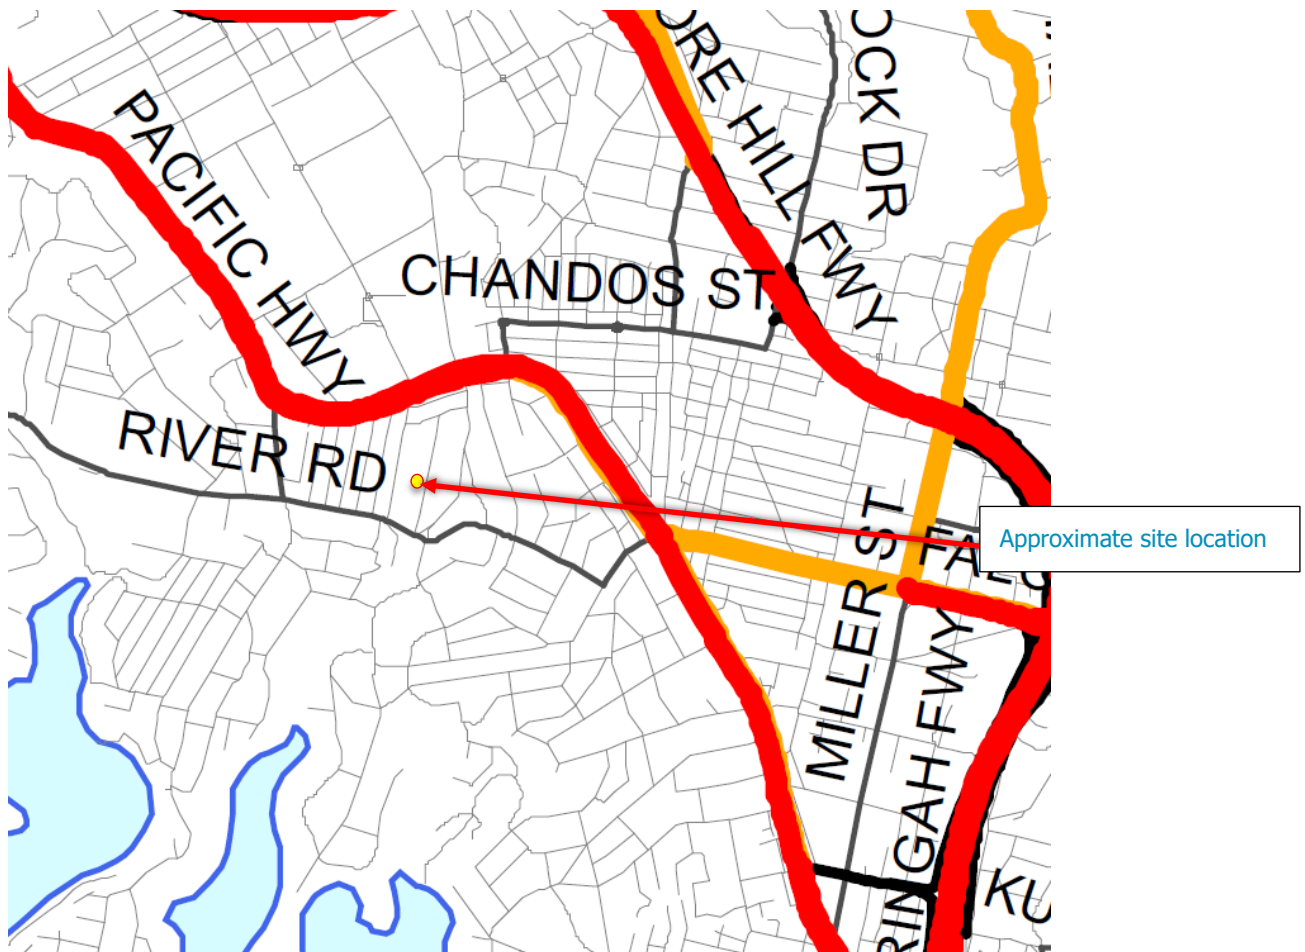 PACIFIC HWY
ORE HILL FWY
OCK DR
CHANDOS ST
RIVER RD
MILLER ST
FALC
Approximate site location
RINGAH FWY
KU